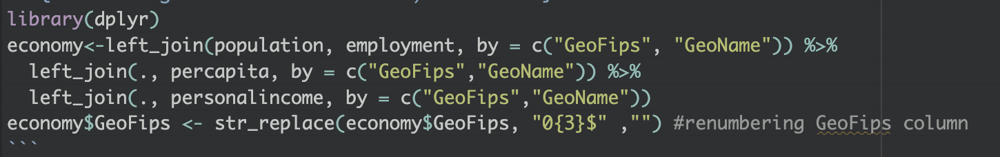 library(dplyr)
economy<-left_join(population, employment, by = c("GeoFips", "GeoName")) %>%
  left_join(., percapita, by = c("GeoFips","GeoName")) %>%
  left_join(., personalincome, by = c("GeoFips","GeoName"))
economy$GeoFips <- str_replace(economy$GeoFips, "0{3}$" ,"") #renumbering GeoFips column
```